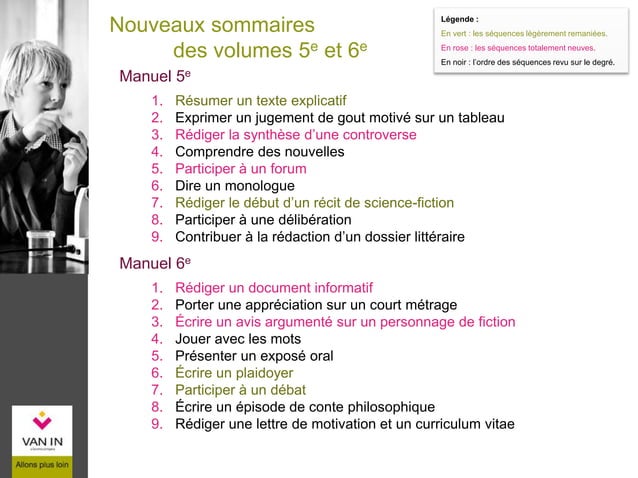 Nouveaux sommaires
des volumes 5e et 6e
Légende :
En vert : les séquences légèrement remaniées.
En rose : les séquences totalement neuves.
En noir : l’ordre des séquences revu sur le degré.
Manuel 5e
1. Résumer un texte explicatif
2. Exprimer un jugement de gout motivé sur un tableau
3. Rédiger la synthèse d’une controverse
4. Comprendre des nouvelles
5. Participer à un forum
6. Dire un monologue
7. Rédiger le début d’un récit de science-fiction
8. Participer à une délibération
9. Contribuer à la rédaction d’un dossier littéraire
Manuel 6e
1. Rédiger un document informatif
2. Porter une appréciation sur un court métrage
3. Écrire un avis argumenté sur un personnage de fiction
4. Jouer avec les mots
5. Présenter un exposé oral
6. Écrire un plaidoyer
7. Participer à un débat
8. Écrire un épisode de conte philosophique
9. Rédiger une lettre de motivation et un curriculum vitae
VAN IN
Allons plus loin